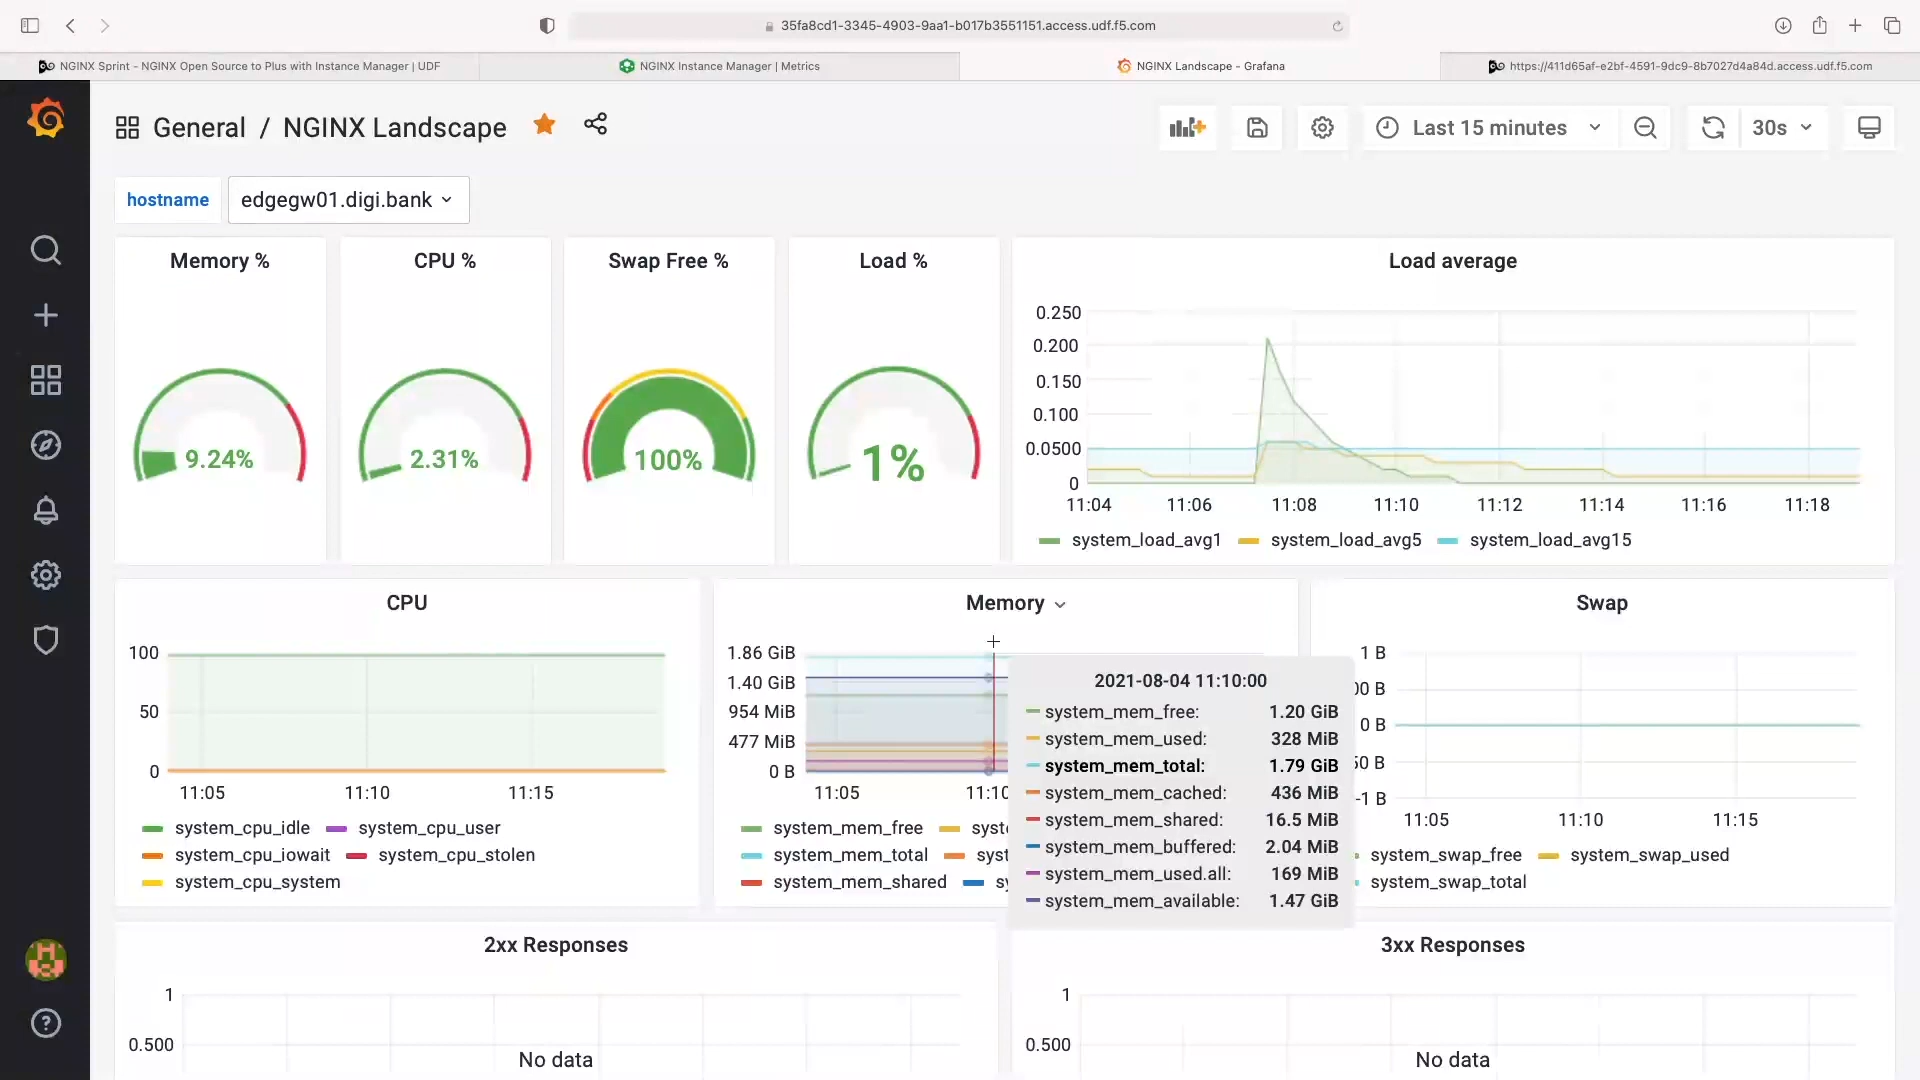 35fa8cd1-3345-4903-9aa1-b017b3551151.access.udf.f5.com
NGINX Sprint - NGINX Open Source to Plus with Instance Manager | UDF
NGINX Instance Manager | Metrics
NGINX Landscape - Grafana
https://411d65af-e2bf-4591-9dc9-8b7027d4a84d.access.udf.f5.com
General / NGINX Landscape
Last 15 minutes
30s
hostname
edgegw01.digi.bank
Memory %
9.24%
CPU %
2.31%
Swap Free %
100%
Load %
1%
Load average
0.250
0.200
0.150
0.100
0.0500
0
11:04 11:06 11:08 11:10 11:12 11:14 11:16 11:18
system_load_avg1 system_load_avg5 system_load_avg15
CPU
100
50
0
11:05 11:10 11:15
system_cpu_idle system_cpu_user
system_cpu_iowait system_cpu_stolen
system_cpu_system
Memory
1.86 GiB
1.40 GiB
954 MiB
477 MiB
0 B
11:05 11:10
system_mem_free
system_mem_total
system_mem_shared
2021-08-04 11:10:00
system_mem_free: 1.20 GiB
system_mem_used: 328 MiB
system_mem_total: 1.79 GiB
system_mem_cached: 436 MiB
system_mem_shared: 16.5 MiB
system_mem_buffered: 2.04 MiB
system_mem_used.all: 169 MiB
system_mem_available: 1.47 GiB
Swap
1 B
0 B
-1 B
11:05 11:10 11:15
system_swap_free system_swap_used
system_swap_total
2xx Responses
1
0.500
No data
3xx Responses
1
0.500
No data